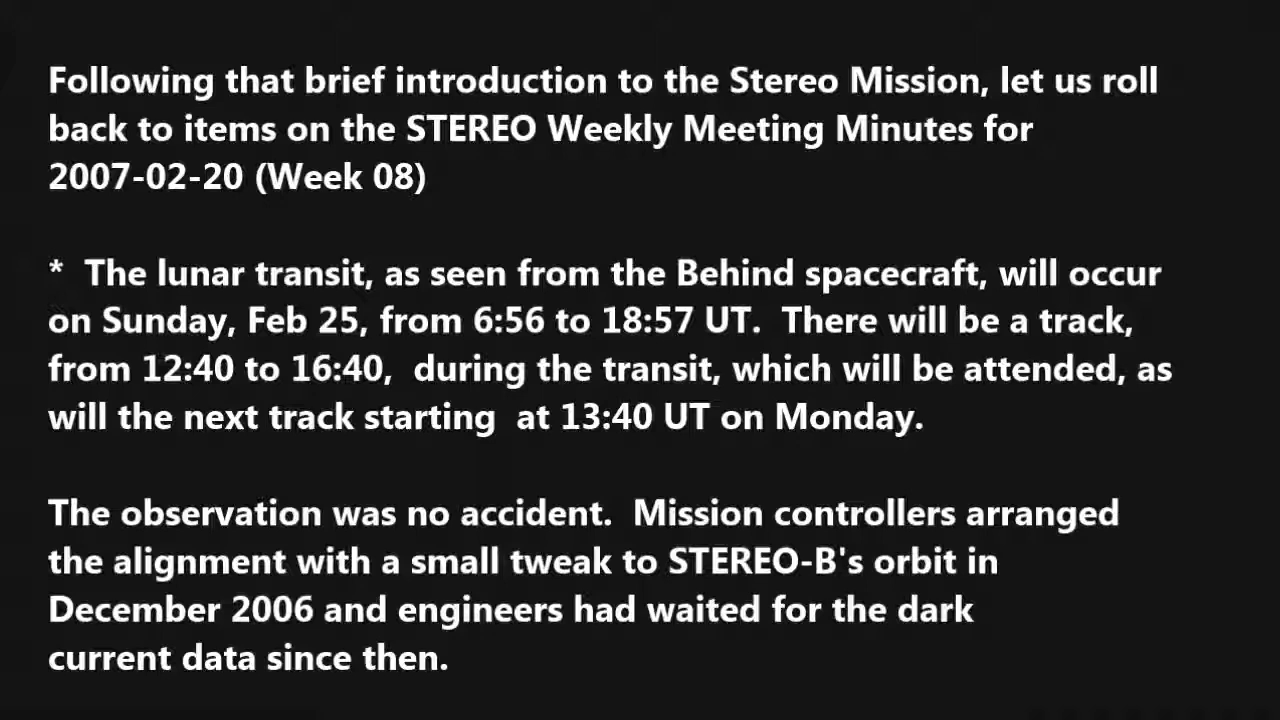 Following that brief introduction to the Stereo Mission, let us roll
back to items on the STEREO Weekly Meeting Minutes for
2007-02-20 (Week 08)
*  The lunar transit, as seen from the Behind spacecraft, will occur
on Sunday, Feb 25, from 6:56 to 18:57 UT.  There will be a track,
from 12:40 to 16:40,  during the transit, which will be attended, as
will the next track starting  at 13:40 UT on Monday.
The observation was no accident.  Mission controllers arranged
the alignment with a small tweak to STEREO-B's orbit in
December 2006 and engineers had waited for the dark
current data since then.